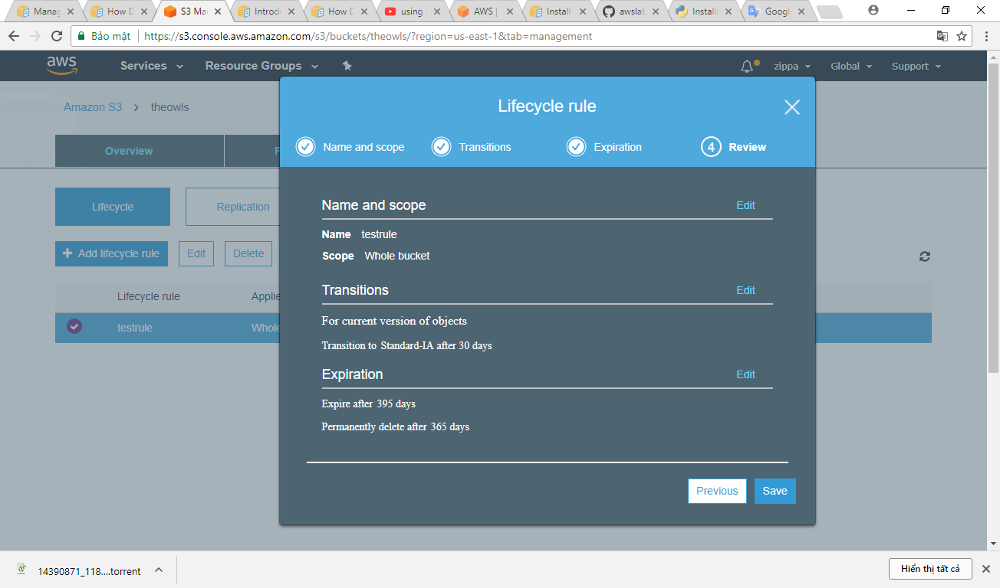 Manag
How D
S3 Ma
Introdu
How D
using
AWS |
Install
awslab
Installa
Googl
Bảo mật
https://s3.console.aws.amazon.com/s3/buckets/theowls/?region=us-east-1&tab=management
aws Services Resource Groups zippa Global Support
Amazon S3 > theowls
Lifecycle rule
Name and scope Transitions Expiration 4 Review
Overview
Lifecycle Replication
Name and scope Edit
Name testrule
Scope Whole bucket
+ Add lifecycle rule Edit Delete
Lifecycle rule Applie
testrule Whole
Transitions Edit
For current version of objects
Transition to Standard-IA after 30 days
Expiration Edit
Expire after 395 days
Permanently delete after 365 days
Previous Save
14390871_118....torrent
Hiển thị tất cả